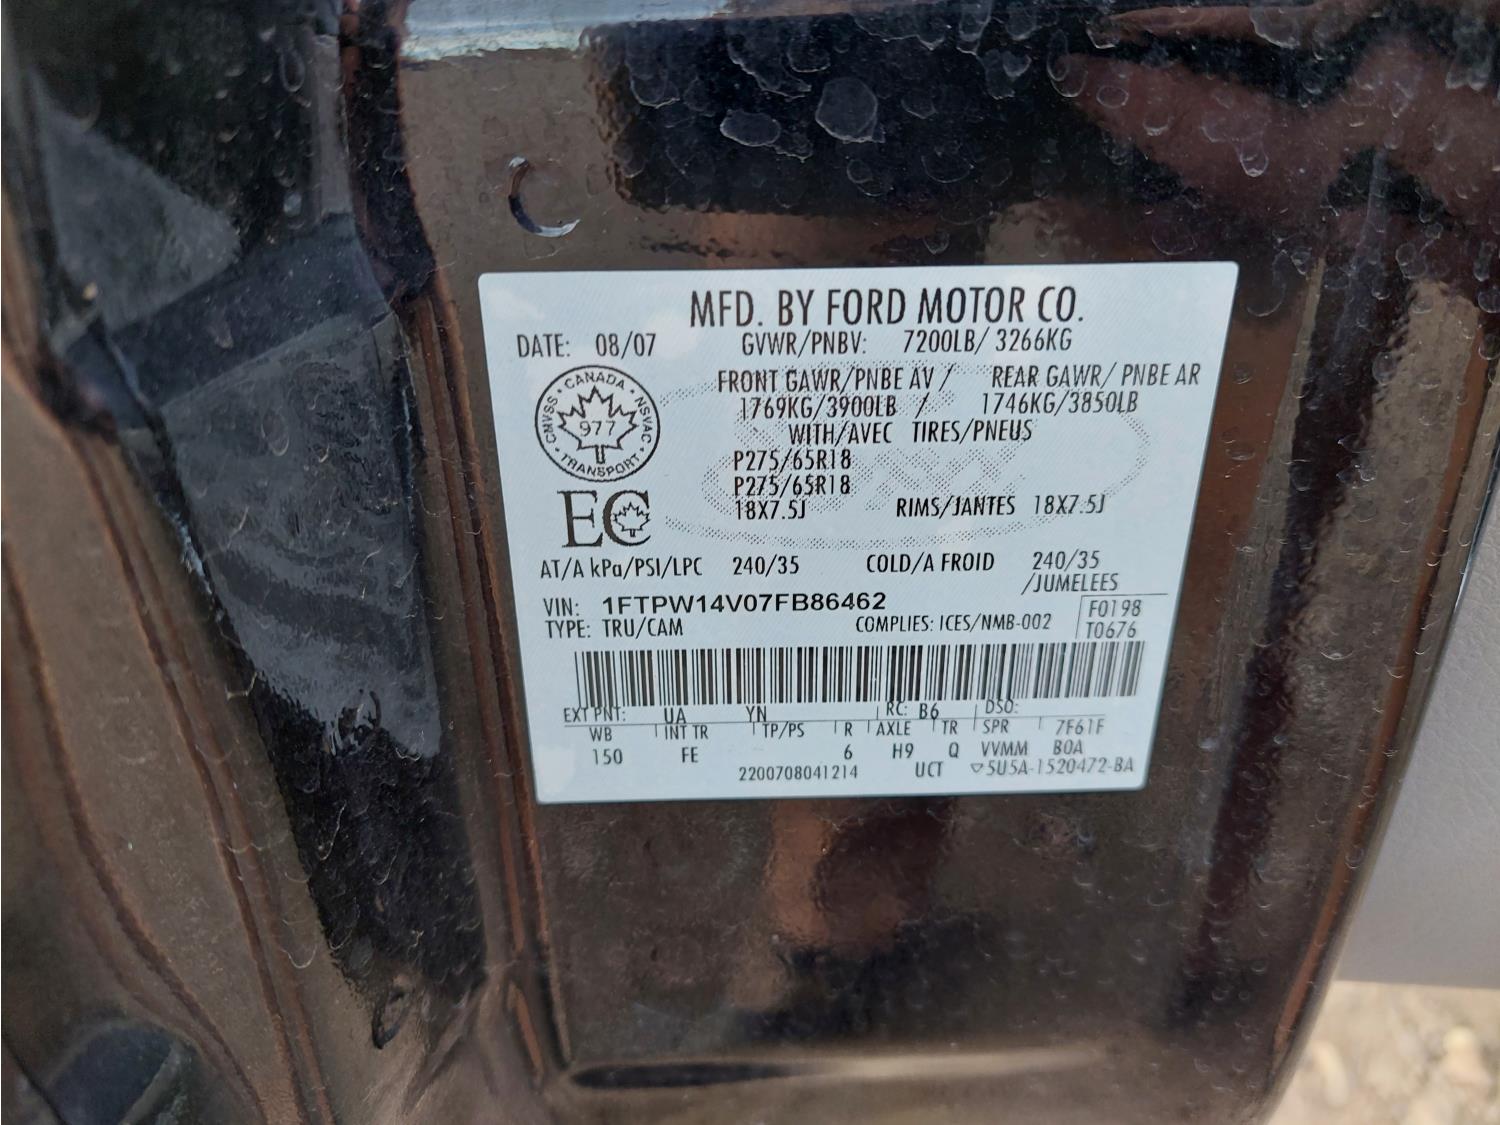 MFD. BY FORD MOTOR CO.
DATE: 08/07 GVWR/PNBV: 7200LB/ 3266KG
FRONT GAWR/PNBE AV / REAR GAWR/ PNBE AR
1769KG/3900LB / 1746KG/3850LB
WITH/AVEC TIRES/PNEUS
CANADA · NSVAC · TRANSPORT · CMVSS
977
P275/65R18
P275/65R18
18X7.5J RIMS/JANTES 18X7.5J
EC
AT/A kPa/PSI/LPC 240/35 COLD/A FROID 240/35
/JUMELEES
VIN: 1FTPW14V07FB86462 F0198
TYPE: TRU/CAM COMPLIES: ICES/NMB-002 T0676
EXT PNT: UA YN RC: B6 DSO:
WB INT TR TP/PS R AXLE TR SPR 7F61F
150 FE 6 H9 Q VVMM BOA
2200708041214 UCT ▽5U5A-1520472-BA